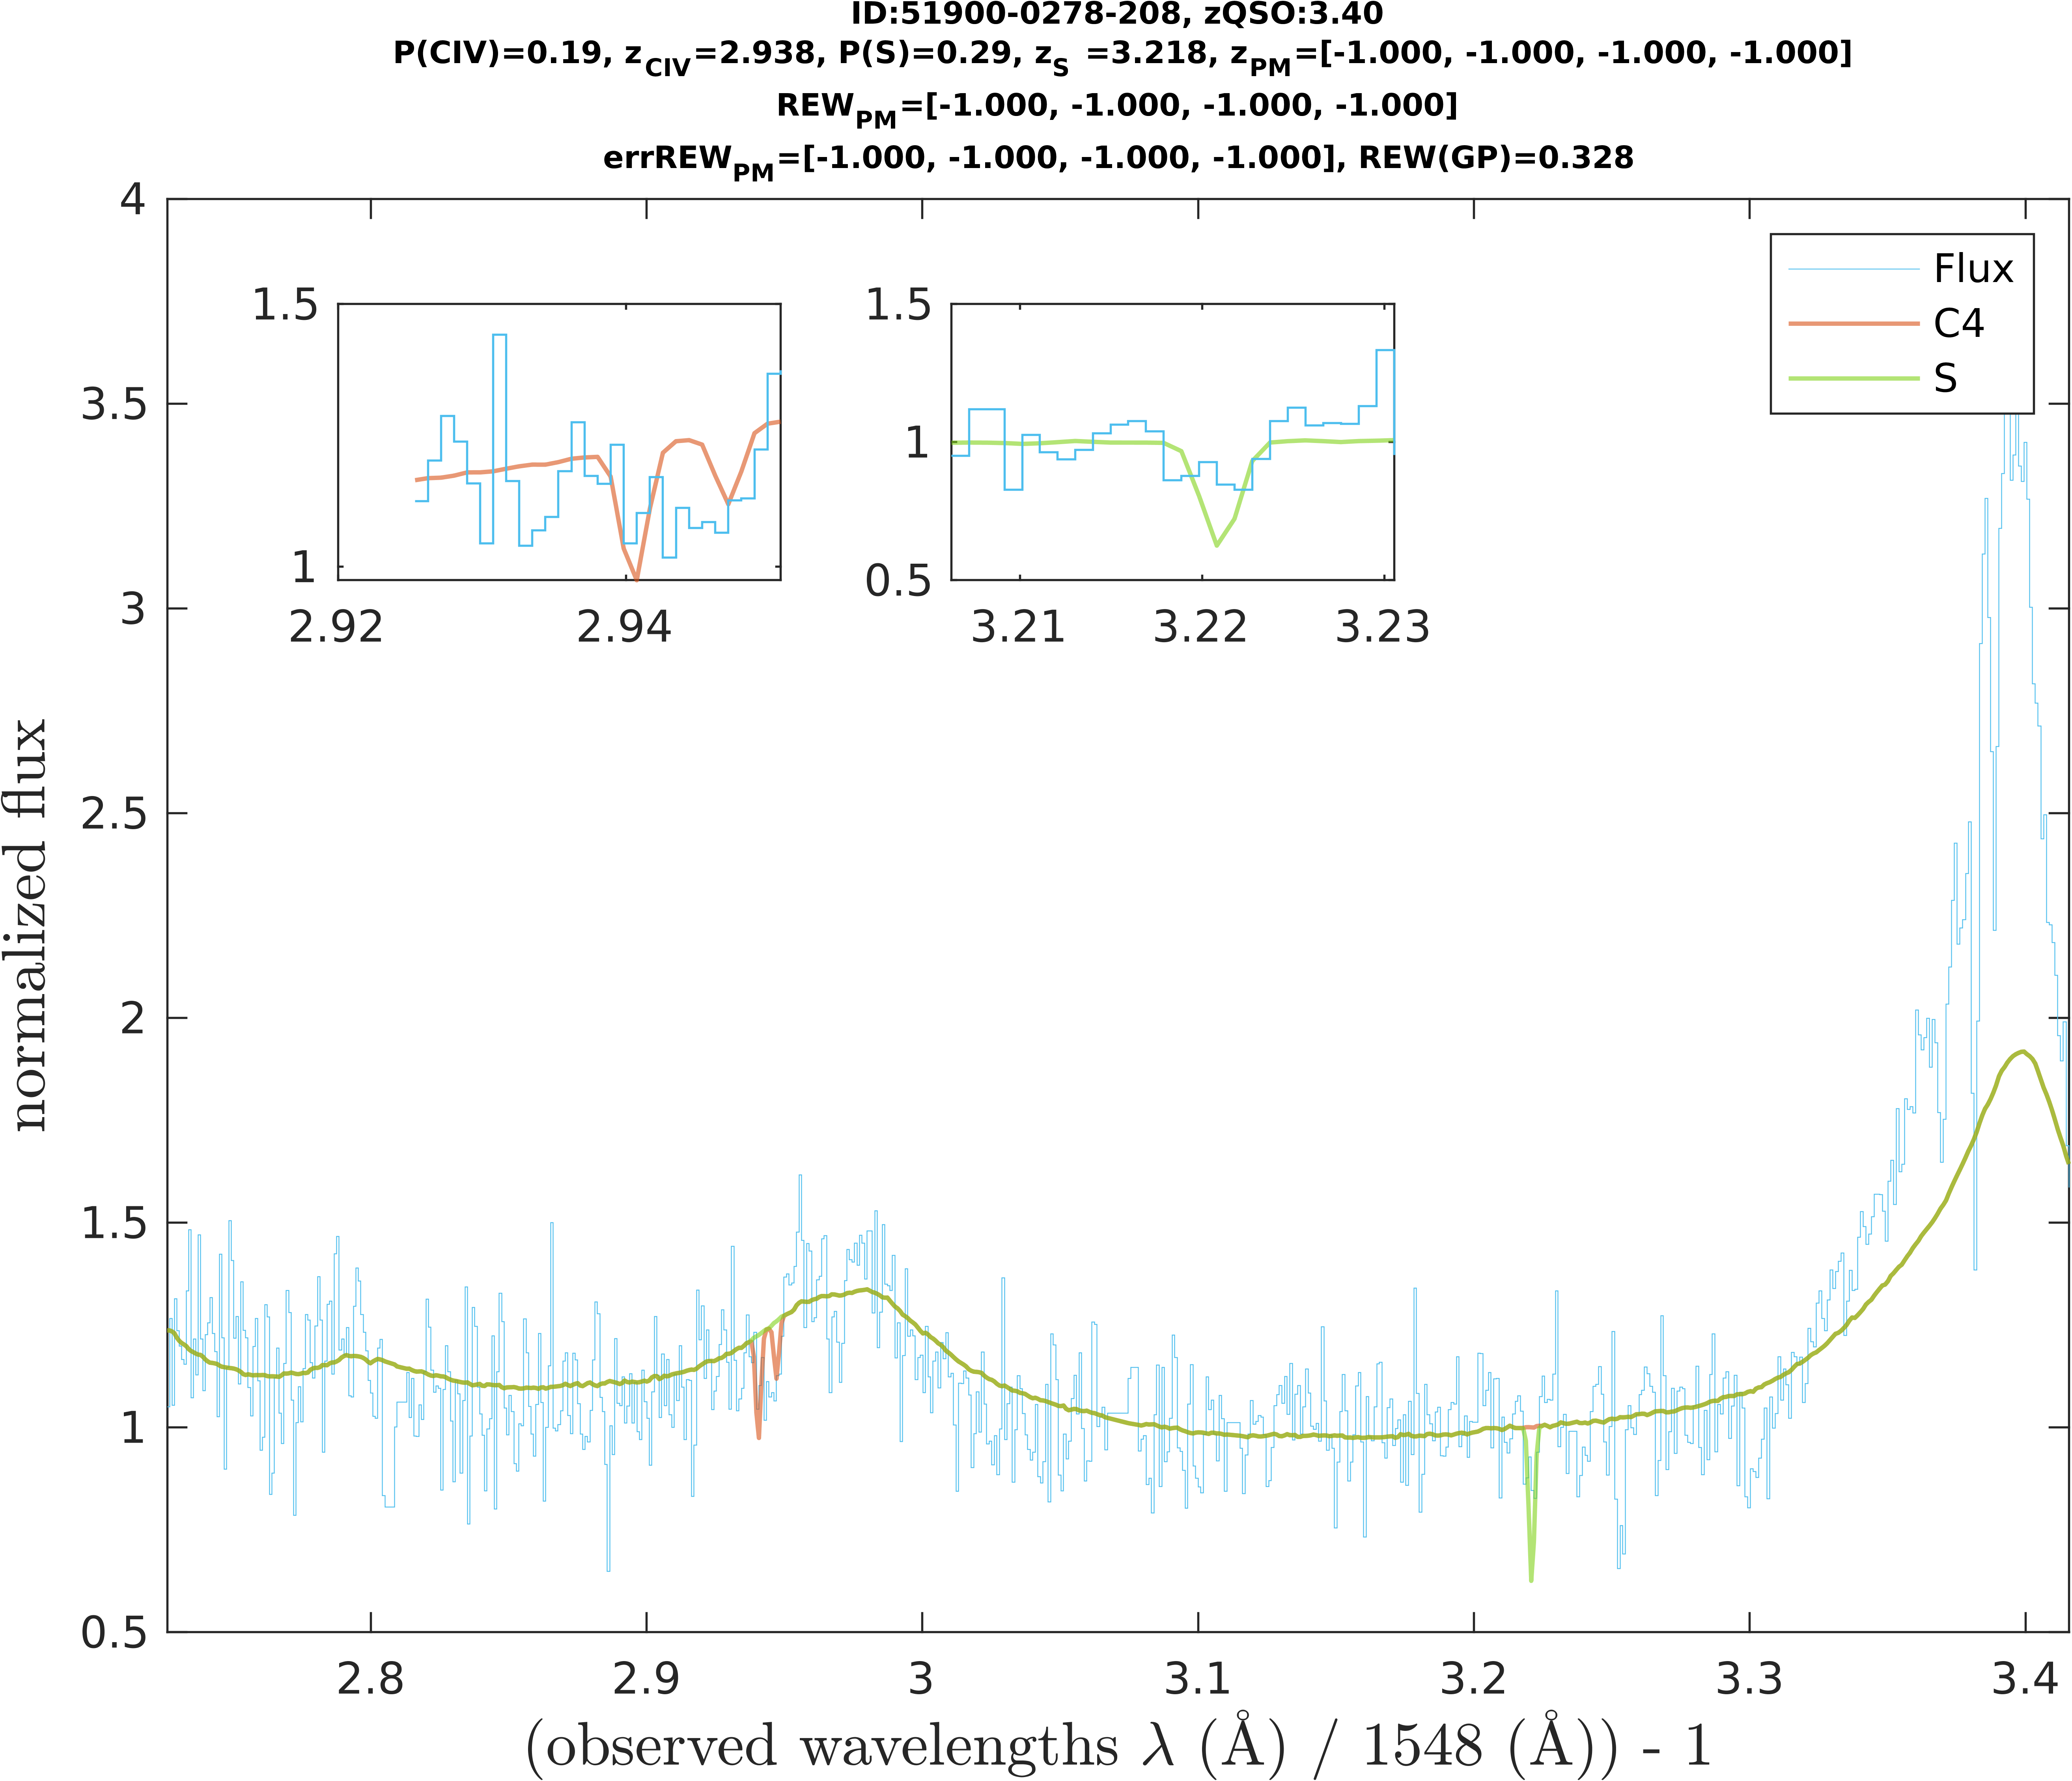 ID:51900-0278-208, zQSO:3.40
P(CIV)=0.19, zCIV=2.938, P(S)=0.29, zS =3.218, zPM=[-1.000, -1.000, -1.000, -1.000]
REWPM=[-1.000, -1.000, -1.000, -1.000]
errREWPM=[-1.000, -1.000, -1.000, -1.000], REW(GP)=0.328
4
3.5
3
2.5
2
1.5
1
0.5
normalized flux
1.5
1
2.92
2.94
1.5
1
0.5
3.21
3.22
3.23
Flux
C4
S
2.8
2.9
3
3.1
3.2
3.3
3.4
(observed wavelengths λ (Å) / 1548 (Å)) - 1